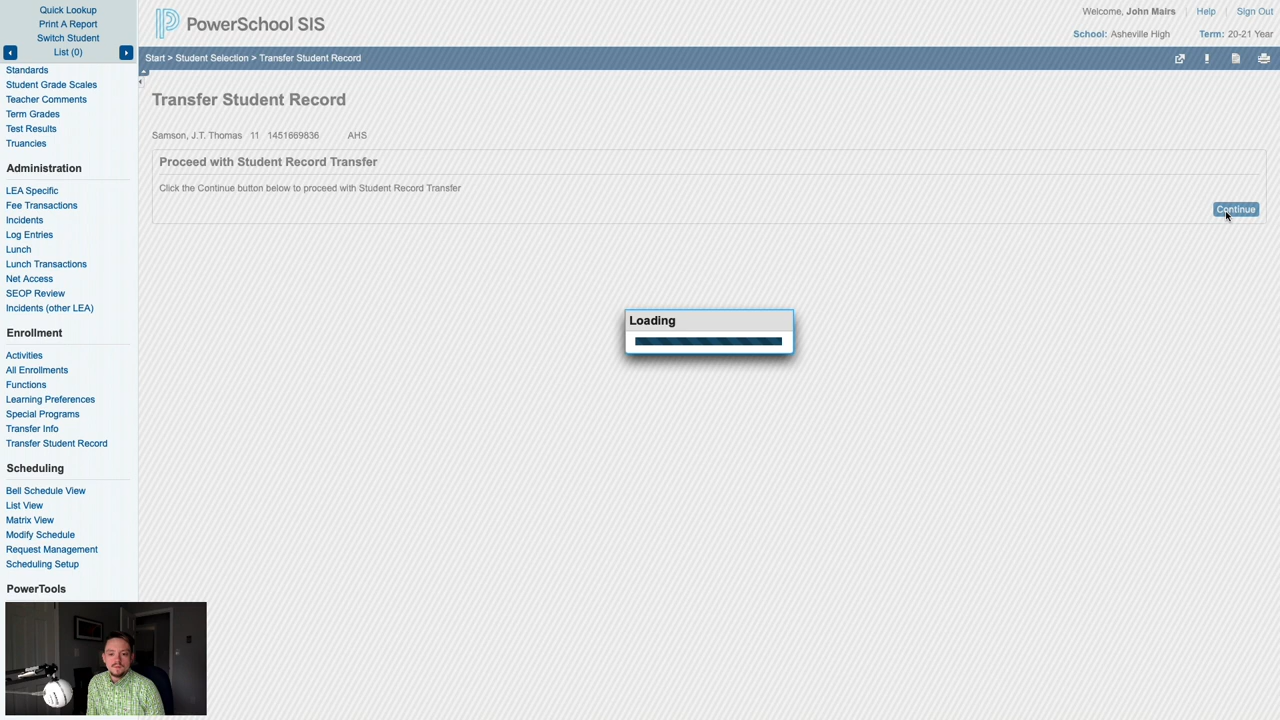 Quick Lookup
Print A Report
Switch Student
List (0)
PowerSchool SIS
Welcome, John Mairs
Help
Sign Out
School: Asheville High
Term: 20-21 Year
Start > Student Selection > Transfer Student Record
Standards
Student Grade Scales
Teacher Comments
Term Grades
Test Results
Truancies
Administration
LEA Specific
Fee Transactions
Incidents
Log Entries
Lunch
Lunch Transactions
Net Access
SEOP Review
Incidents (other LEA)
Enrollment
Activities
All Enrollments
Functions
Learning Preferences
Special Programs
Transfer Info
Transfer Student Record
Scheduling
Bell Schedule View
List View
Matrix View
Modify Schedule
Request Management
Scheduling Setup
PowerTools
Transfer Student Record
Samson, J.T. Thomas 11 1451669836 AHS
Proceed with Student Record Transfer
Click the Continue button below to proceed with Student Record Transfer
Continue
Loading